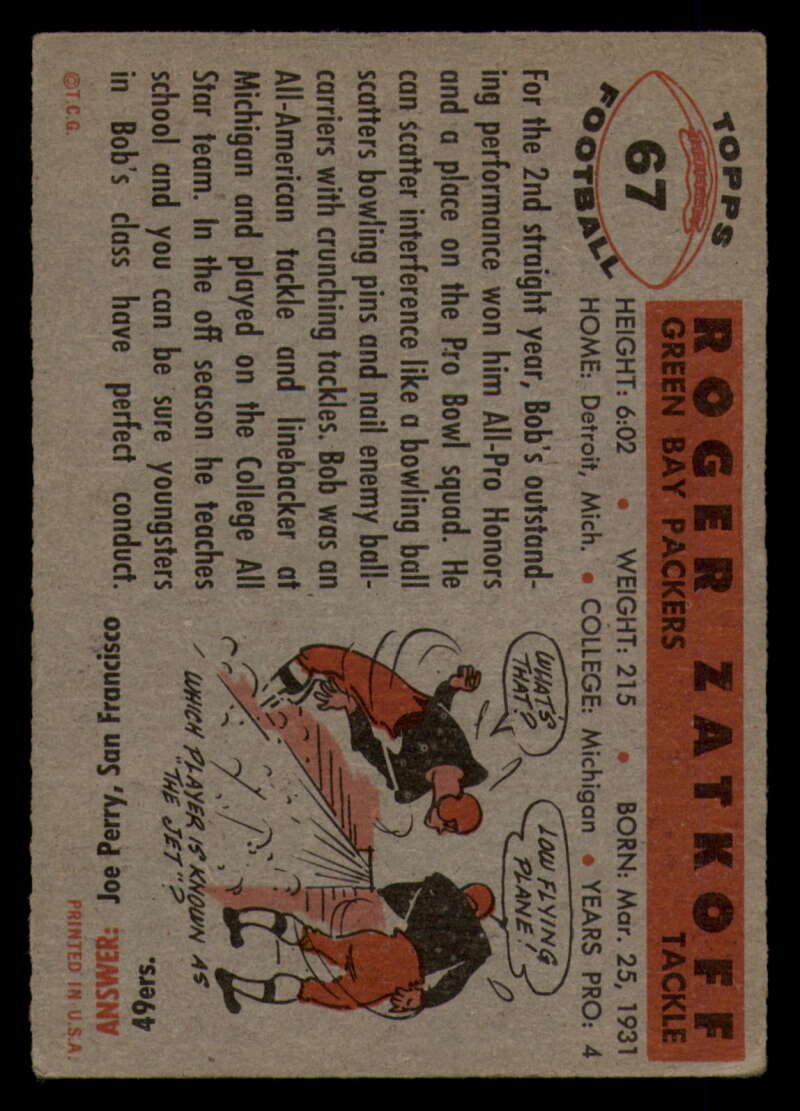 TOPPS
67
FOOTBALL
ROGER ZATKOFF
GREEN BAY PACKERS TACKLE
HEIGHT: 6:02 • WEIGHT: 215 • BORN: Mar. 25, 1931
HOME: Detroit, Mich. • COLLEGE: Michigan • YEARS PRO: 4
For the 2nd straight year, Bob's outstand-
ing performance won him All-Pro Honors
and a place on the Pro Bowl squad. He
can scatter interference like a bowling ball
scatters bowling pins and nail enemy ball-
carriers with crunching tackles. Bob was an
All-American tackle and linebacker at
Michigan and played on the College All
Star team. In the off season he teaches
school and you can be sure youngsters
in Bob's class have perfect conduct.
WHAT'S
THAT?
LOW FLYING
PLANE!
WHICH PLAYER IS KNOWN AS
"THE JET"?
ANSWER: Joe Perry, San Francisco
49ers.
©T.C.G.
PRINTED IN U.S.A.